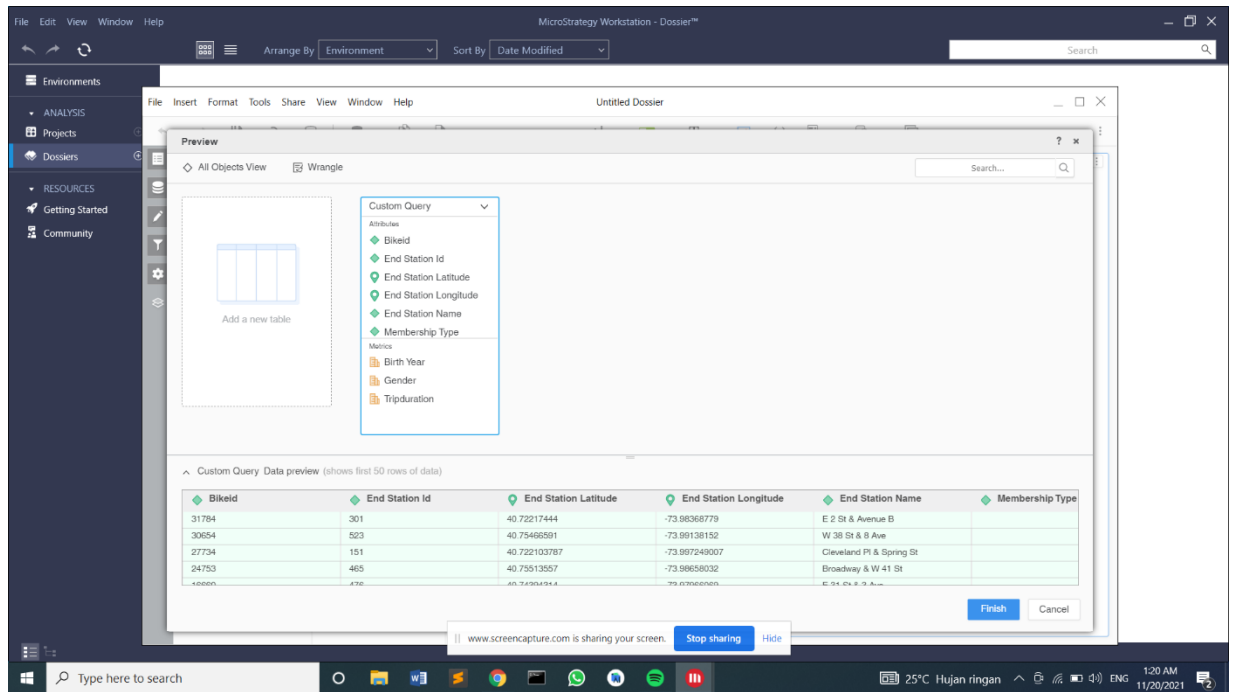 File Edit View Window Help
MicroStrategy Workstation - Dossier™
Arrange By Environment Sort By Date Modified Search
Environments
ANALYSIS
Projects
Dossiers
RESOURCES
Getting Started
Community
File Insert Format Tools Share View Window Help Untitled Dossier
Preview ?
All Objects View Wrangle Search...
Add a new table
Custom Query
Attributes
Bikeid
End Station Id
End Station Latitude
End Station Longitude
End Station Name
Membership Type
Metrics
Birth Year
Gender
Tripduration
Custom Query Data preview (shows first 50 rows of data)
Bikeid End Station Id End Station Latitude End Station Longitude End Station Name Membership Type
31784 301 40.72217444 -73.98368779 E 2 St & Avenue B
30654 523 40.75466591 -73.99138152 W 38 St & 8 Ave
27734 151 40.722103787 -73.997249007 Cleveland Pl & Spring St
24753 465 40.75513557 -73.98658032 Broadway & W 41 St
Finish Cancel
www.screencapture.com is sharing your screen. Stop sharing Hide
Type here to search
25°C Hujan ringan ENG
1:20 AM
11/20/2021
2